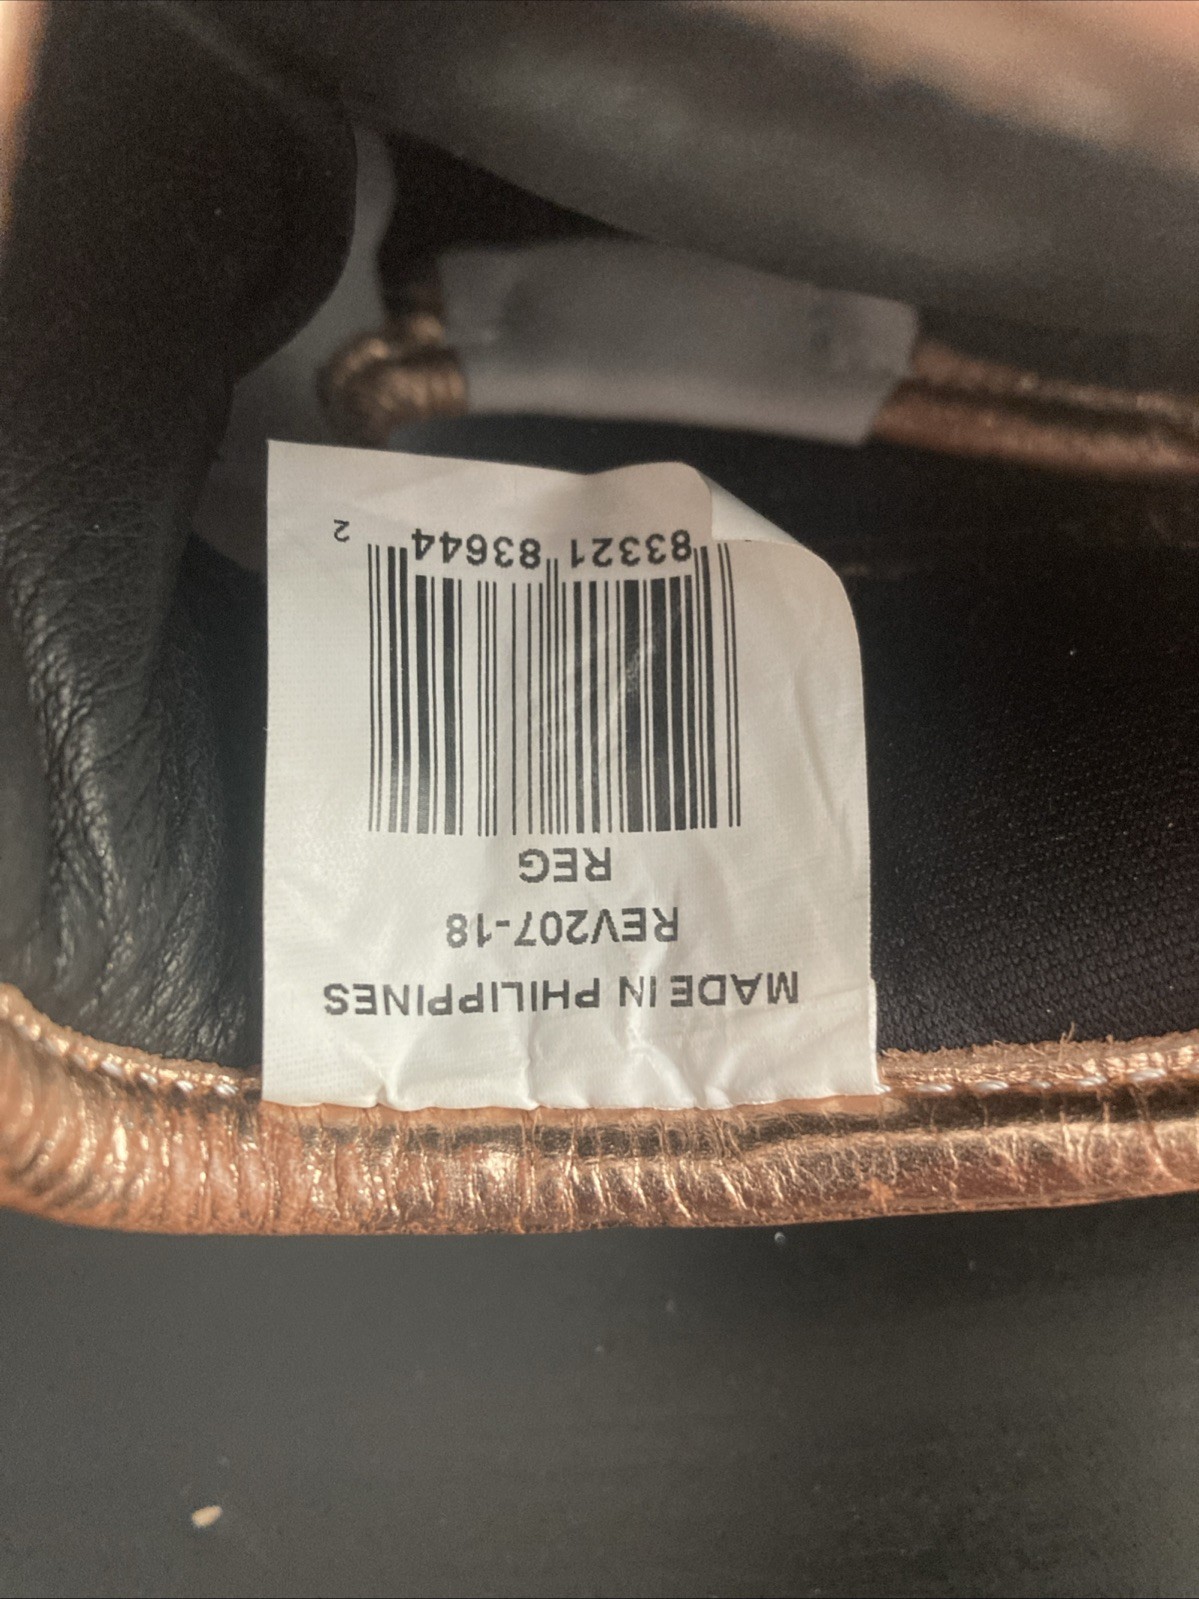 MADE IN PHILIPPINES
REV207-18
REG
83321 83644 2